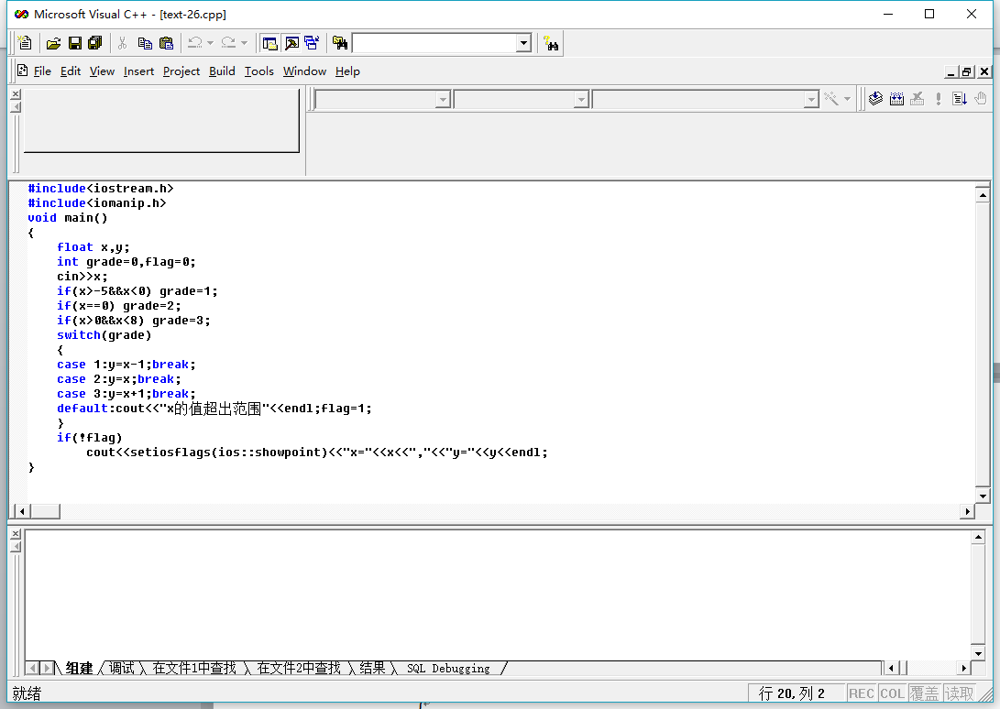 Microsoft Visual C++ - [text-26.cpp]
File Edit View Insert Project Build Tools Window Help
#include<iostream.h>
#include<iomanip.h>
void main()
{
float x,y;
int grade=0,flag=0;
cin>>x;
if(x>-5&&x<0) grade=1;
if(x==0) grade=2;
if(x>0&&x<8) grade=3;
switch(grade)
{
case 1:y=x-1;break;
case 2:y=x;break;
case 3:y=x+1;break;
default:cout<<"x的值超出范围"<<endl;flag=1;
}
if(!flag)
cout<<setiosflags(ios::showpoint)<<"x="<<x<<","<<"y="<<y<<endl;
}
组建 调试 在文件1中查找 在文件2中查找 结果 SQL Debugging
就绪 行 20, 列 2 REC COL 覆盖 读取